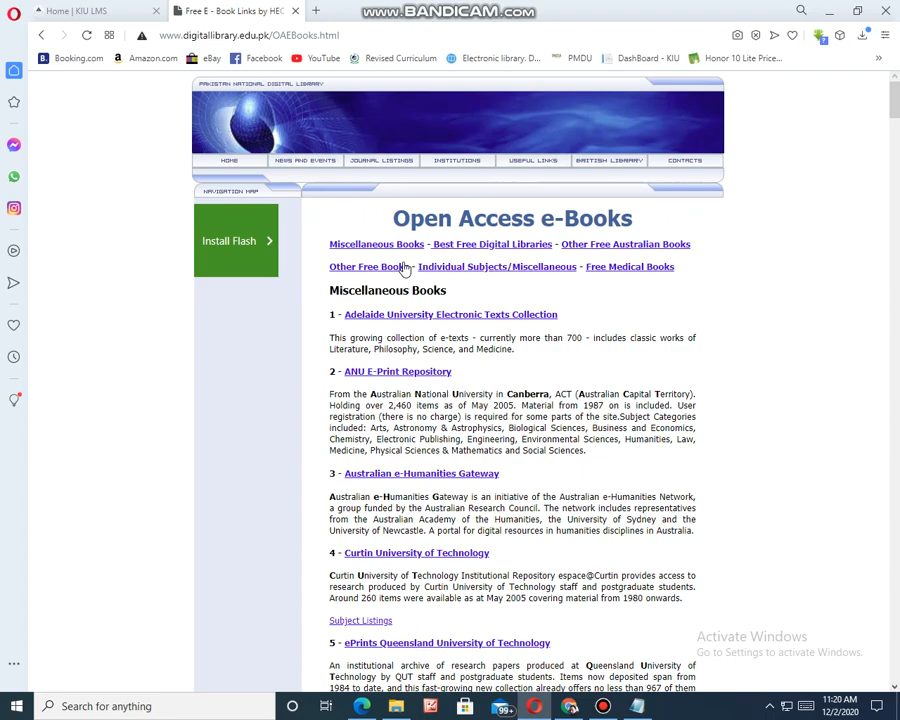 www.BANDICAM.com
Home | KIU LMS
Free E - Book Links by HEC
www.digitallibrary.edu.pk/OAEBooks.html
Booking.com
Amazon.com
eBay
Facebook
YouTube
Revised Curriculum
Electronic library. D...
PMDU
DashBoard - KIU
Honor 10 Lite Price...
PAKISTAN NATIONAL DIGITAL LIBRARY
HOME
NEWS AND EVENTS
JOURNAL LISTINGS
INSTITUTIONS
USEFUL LINKS
BRITISH LIBRARY
CONTACTS
NAVIGATION MAP
Install Flash
Open Access e-Books
Miscellaneous Books - Best Free Digital Libraries - Other Free Australian Books
Other Free Books - Individual Subjects/Miscellaneous - Free Medical Books
Miscellaneous Books
1 - Adelaide University Electronic Texts Collection
This growing collection of e-texts - currently more than 700 - includes classic works of
Literature, Philosophy, Science, and Medicine.
2 - ANU E-Print Repository
From the Australian National University in Canberra, ACT (Australian Capital Territory).
Holding over 2,460 items as of May 2005. Material from 1987 on is included. User
registration (there is no charge) is required for some parts of the site.Subject Categories
included: Arts, Astronomy & Astrophysics, Biological Sciences, Business and Economics,
Chemistry, Electronic Publishing, Engineering, Environmental Sciences, Humanities, Law,
Medicine, Physical Sciences & Mathematics and Social Sciences.
3 - Australian e-Humanities Gateway
Australian e-Humanities Gateway is an initiative of the Australian e-Humanities Network,
a group funded by the Australian Research Council. The network includes representatives
from the Australian Academy of the Humanities, the University of Sydney and the
University of Newcastle. A portal for digital resources in humanities disciplines in Australia.
4 - Curtin University of Technology
Curtin University of Technology Institutional Repository espace@Curtin provides access to
research produced by Curtin University of Technology staff and postgraduate students.
Around 260 items were available as at May 2005 covering material from 1980 onwards.
Subject Listings
5 - ePrints Queensland University of Technology
An institutional archive of research papers produced at Queensland University of
Technology by QUT staff and postgraduate students. Items now deposited span from
1984 to date, and this fast-growing new collection already offers no less than 967 of them
Activate Windows
Go to Settings to activate Windows.
Search for anything
99+
11:20 AM
12/2/2020